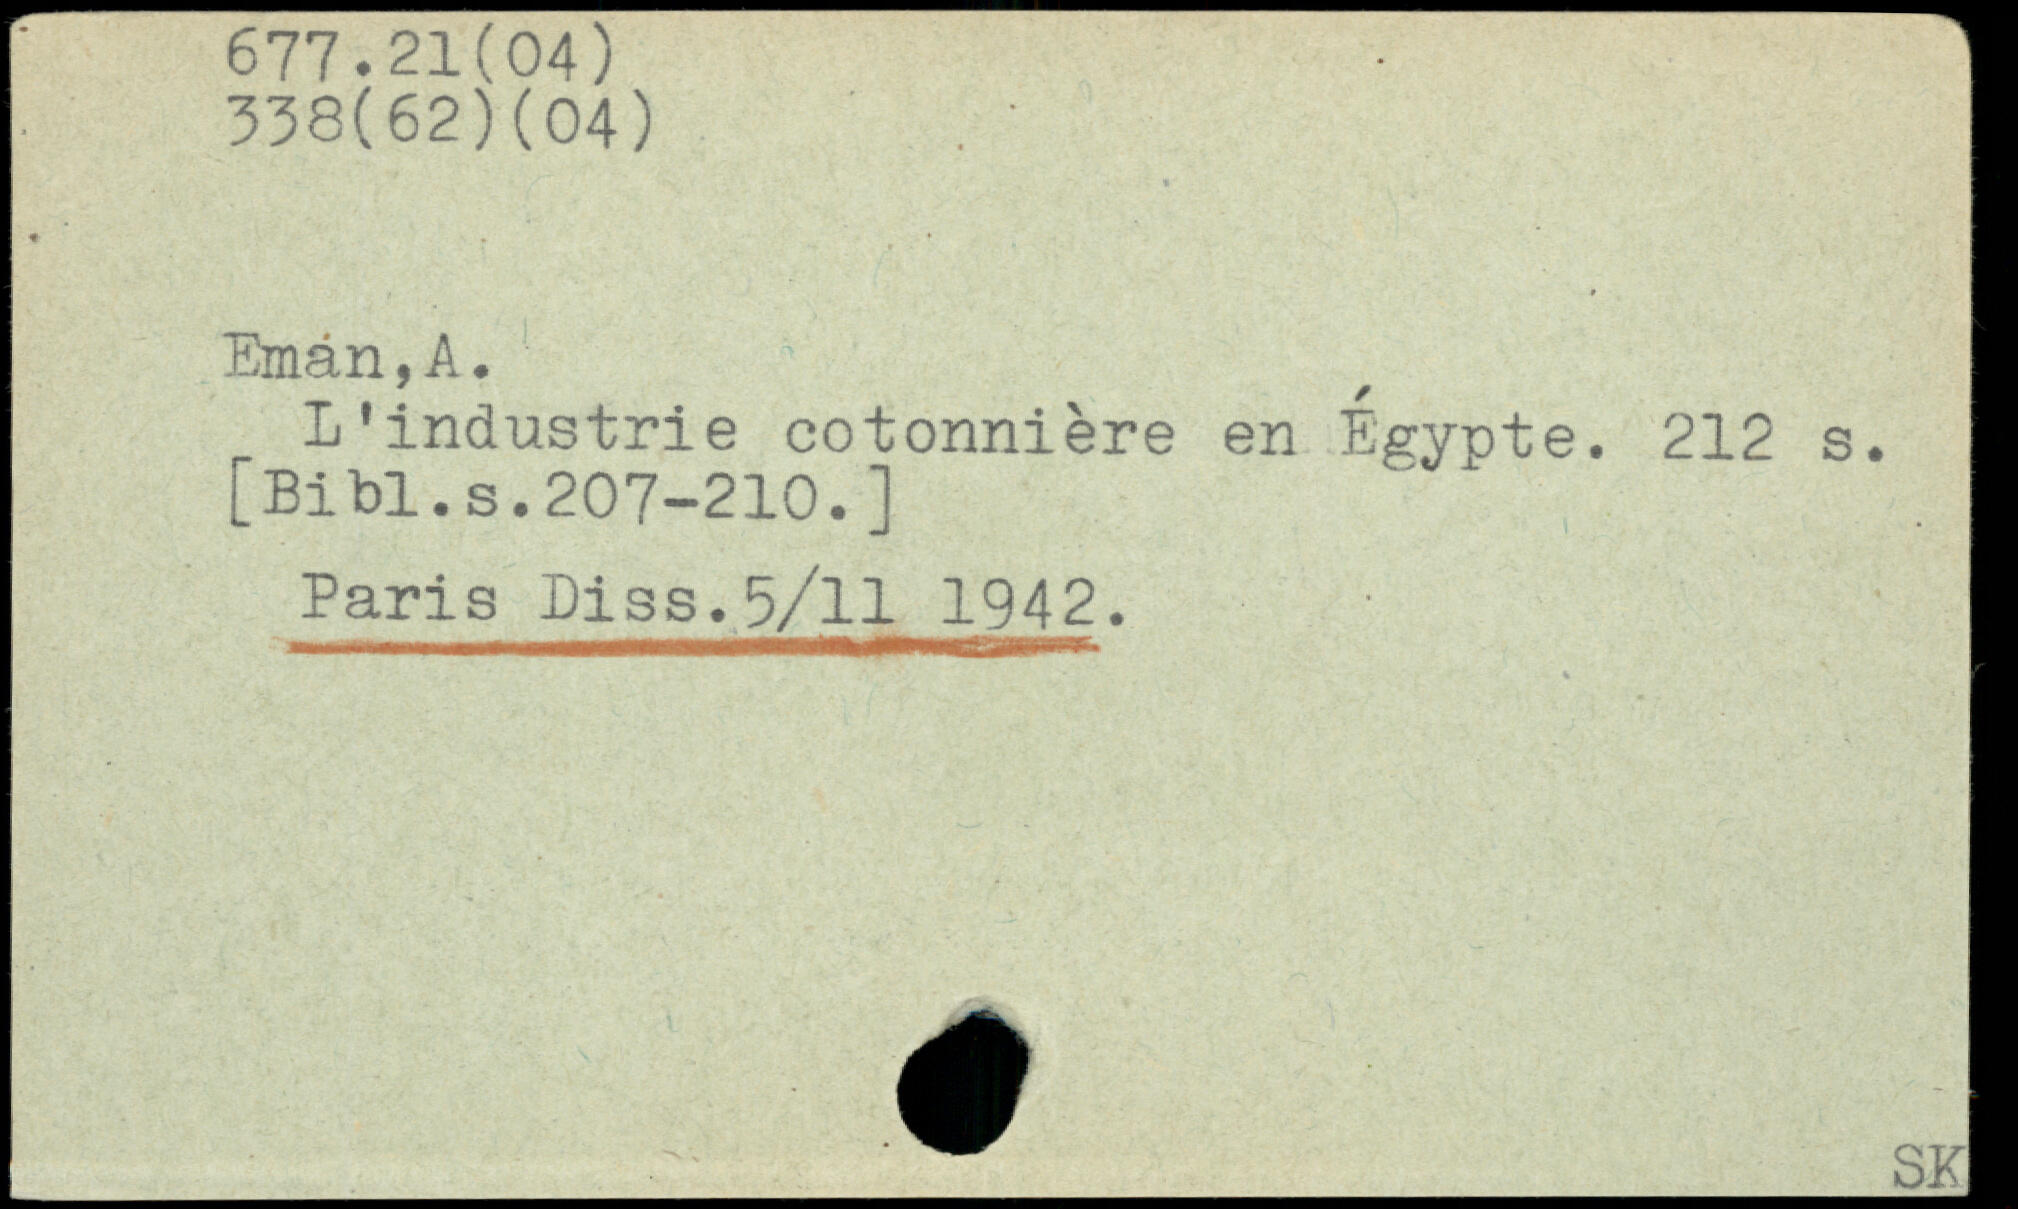 677.21(04)
338(62)(04)
Eman,A.
L'industrie cotonnière en Égypte. 212 s.
[Bibl.s.207-210.]
Paris Diss.5/11 1942.
SK